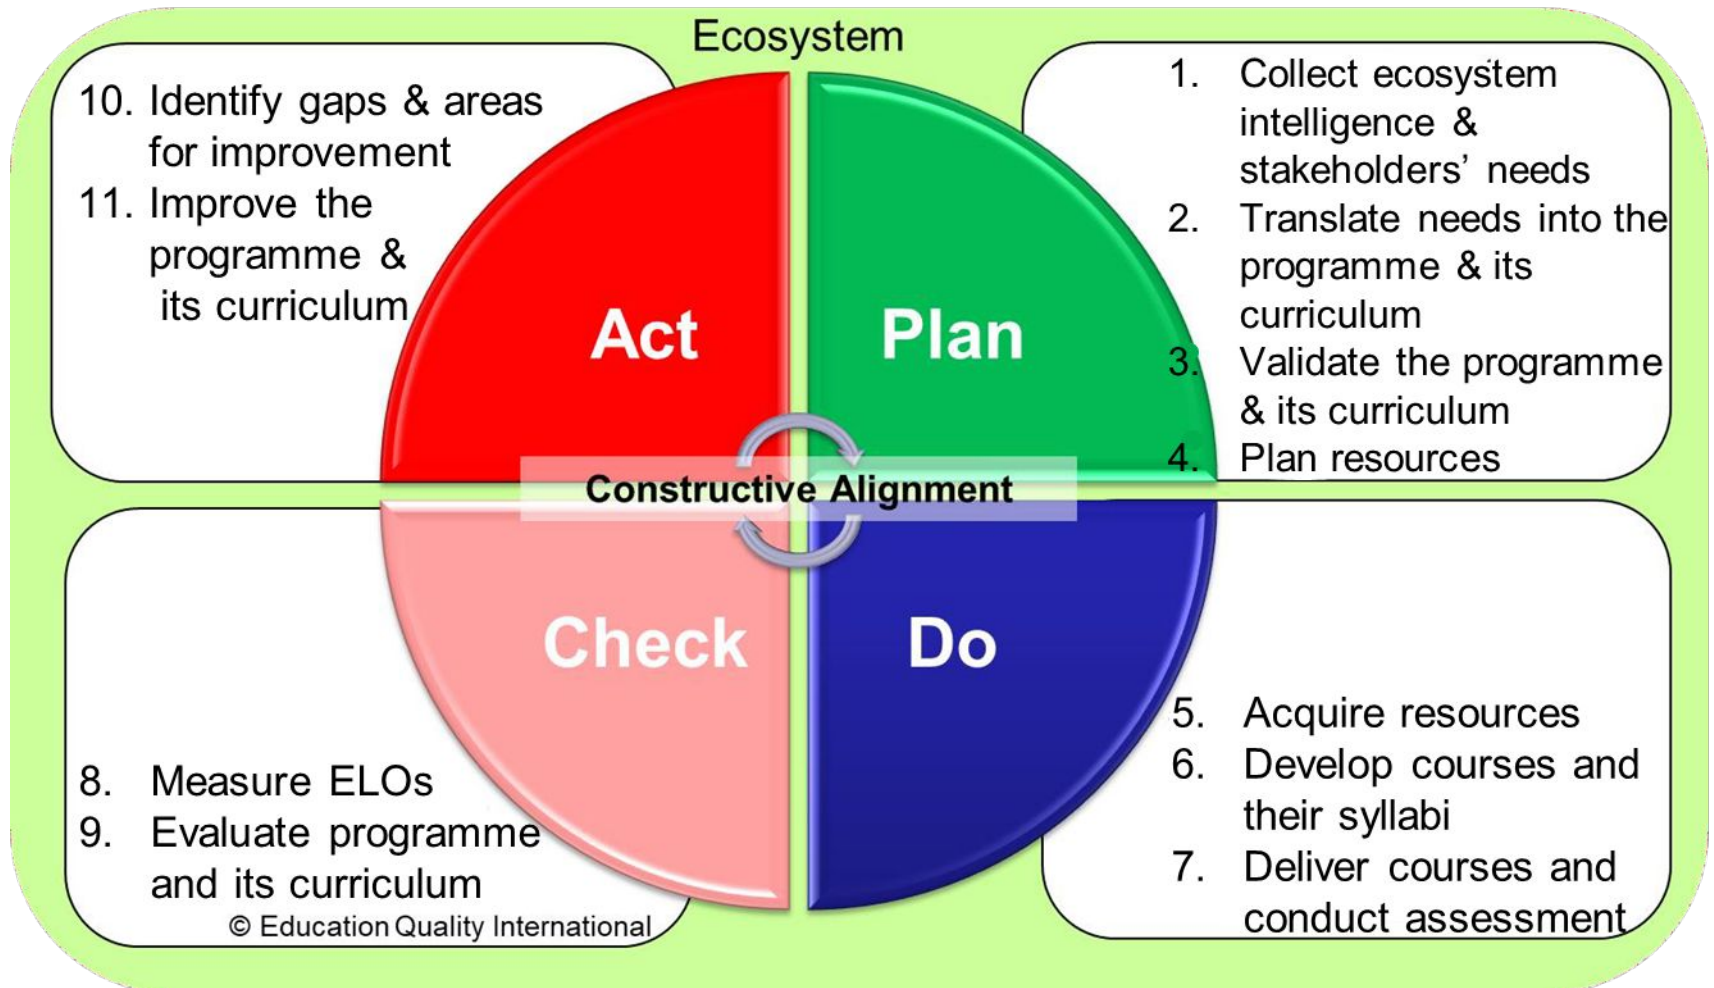 Ecosystem
10. Identify gaps & areas
for improvement
11. Improve the
programme &
its curriculum
Act
Plan
1. Collect ecosystem
intelligence &
stakeholders’ needs
2. Translate needs into the
programme & its
curriculum
3. Validate the programme
& its curriculum
4. Plan resources
Constructive Alignment
Check
Do
8. Measure ELOs
9. Evaluate programme
and its curriculum
© Education Quality International
5. Acquire resources
6. Develop courses and
their syllabi
7. Deliver courses and
conduct assessment